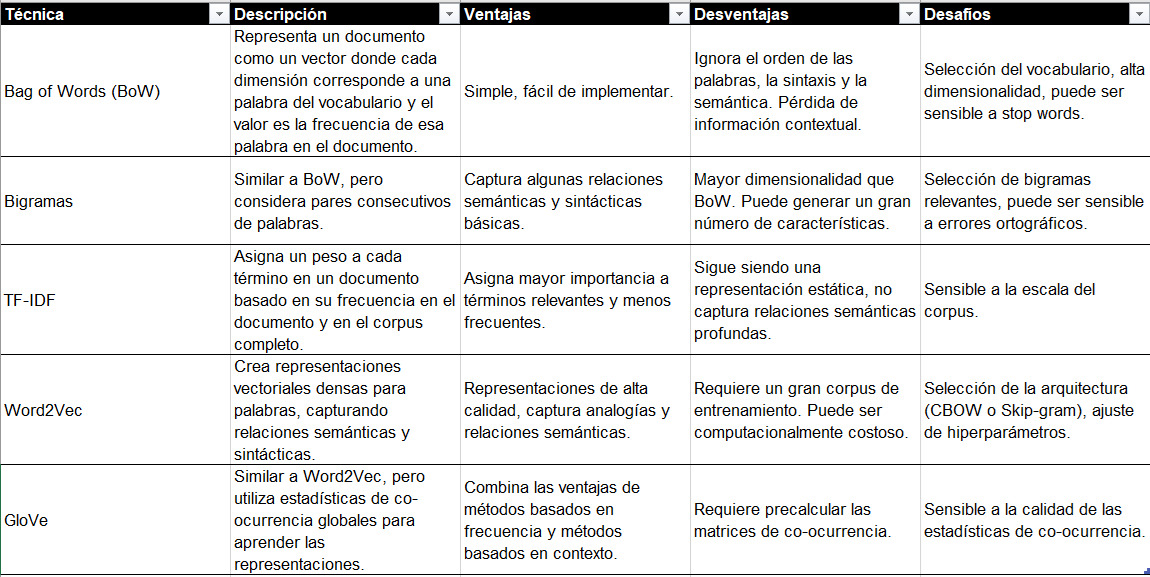 Técnica Descripción Ventajas Desventajas Desafíos
Bag of Words (BoW)
Representa un documento
como un vector donde cada
dimensión corresponde a una
palabra del vocabulario y el
valor es la frecuencia de esa
palabra en el documento.
Simple, fácil de implementar.
Ignora el orden de las
palabras, la sintaxis y la
semántica. Pérdida de
información contextual.
Selección del vocabulario, alta
dimensionalidad, puede ser
sensible a stop words.
Bigramas
Similar a BoW, pero
considera pares consecutivos
de palabras.
Captura algunas relaciones
semánticas y sintácticas
básicas.
Mayor dimensionalidad que
BoW. Puede generar un gran
número de características.
Selección de bigramas
relevantes, puede ser sensible
a errores ortográficos.
TF-IDF
Asigna un peso a cada
término en un documento
basado en su frecuencia en el
documento y en el corpus
completo.
Asigna mayor importancia a
términos relevantes y menos
frecuentes.
Sigue siendo una
representación estática, no
captura relaciones semánticas
profundas.
Sensible a la escala del
corpus.
Word2Vec
Crea representaciones
vectoriales densas para
palabras, capturando
relaciones semánticas y
sintácticas.
Representaciones de alta
calidad, captura analogías y
relaciones semánticas.
Requiere un gran corpus de
entrenamiento. Puede ser
computacionalmente costoso.
Selección de la arquitectura
(CBOW o Skip-gram), ajuste
de hiperparámetros.
GloVe
Similar a Word2Vec, pero
utiliza estadísticas de co-
ocurrencia globales para
aprender las
representaciones.
Combina las ventajas de
métodos basados en
frecuencia y métodos
basados en contexto.
Requiere precalcular las
matrices de co-ocurrencia.
Sensible a la calidad de las
estadísticas de co-ocurrencia.